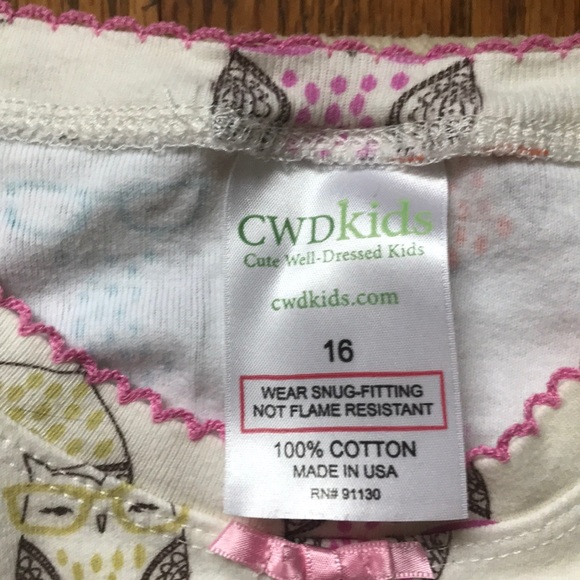 CWDkids
Cute Well-Dressed Kids
cwdkids.com
16
WEAR SNUG-FITTING
NOT FLAME RESISTANT
100% COTTON
MADE IN USA
RN# 91130